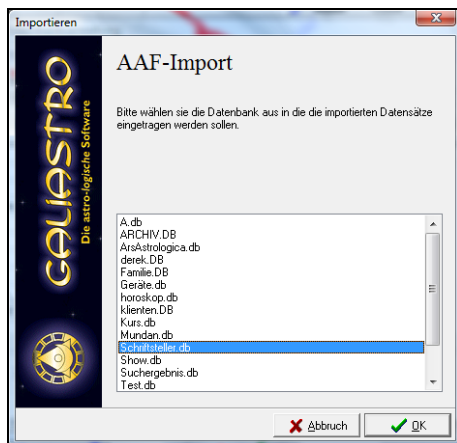 Importieren
GALIASTRO
Die astro-logische Software
AAF-Import
Bitte wählen sie die Datenbank aus in die die importierten Datensätze
eingetragen werden sollen.
A.db
ARCHIV.DB
ArsAstrologica.db
derek.DB
Familie.DB
Geräte.db
horoskop.db
klienten.DB
Kurs.db
Mundan.db
Schriftsteller.db
Show.db
Suchergebnis.db
Test.db
Abbruch
OK